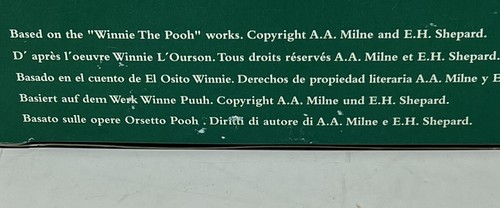 Based on the "Winnie The Pooh" works. Copyright A.A. Milne and E.H. Shepard.
D' après l'oeuvre Winnie L'Ourson. Tous droits réservés A.A. Milne et E.H. Shepard.
Basado en el cuento de El Osito Winnie. Derechos de propiedad literaria A.A. Milne y E
Basiert auf dem Werk Winne Puuh. Copyright A.A. Milne und E.H. Shepard.
Basato sulle opere Orsetto Pooh . Diritti di autore di A.A. Milne e E.H. Shepard.